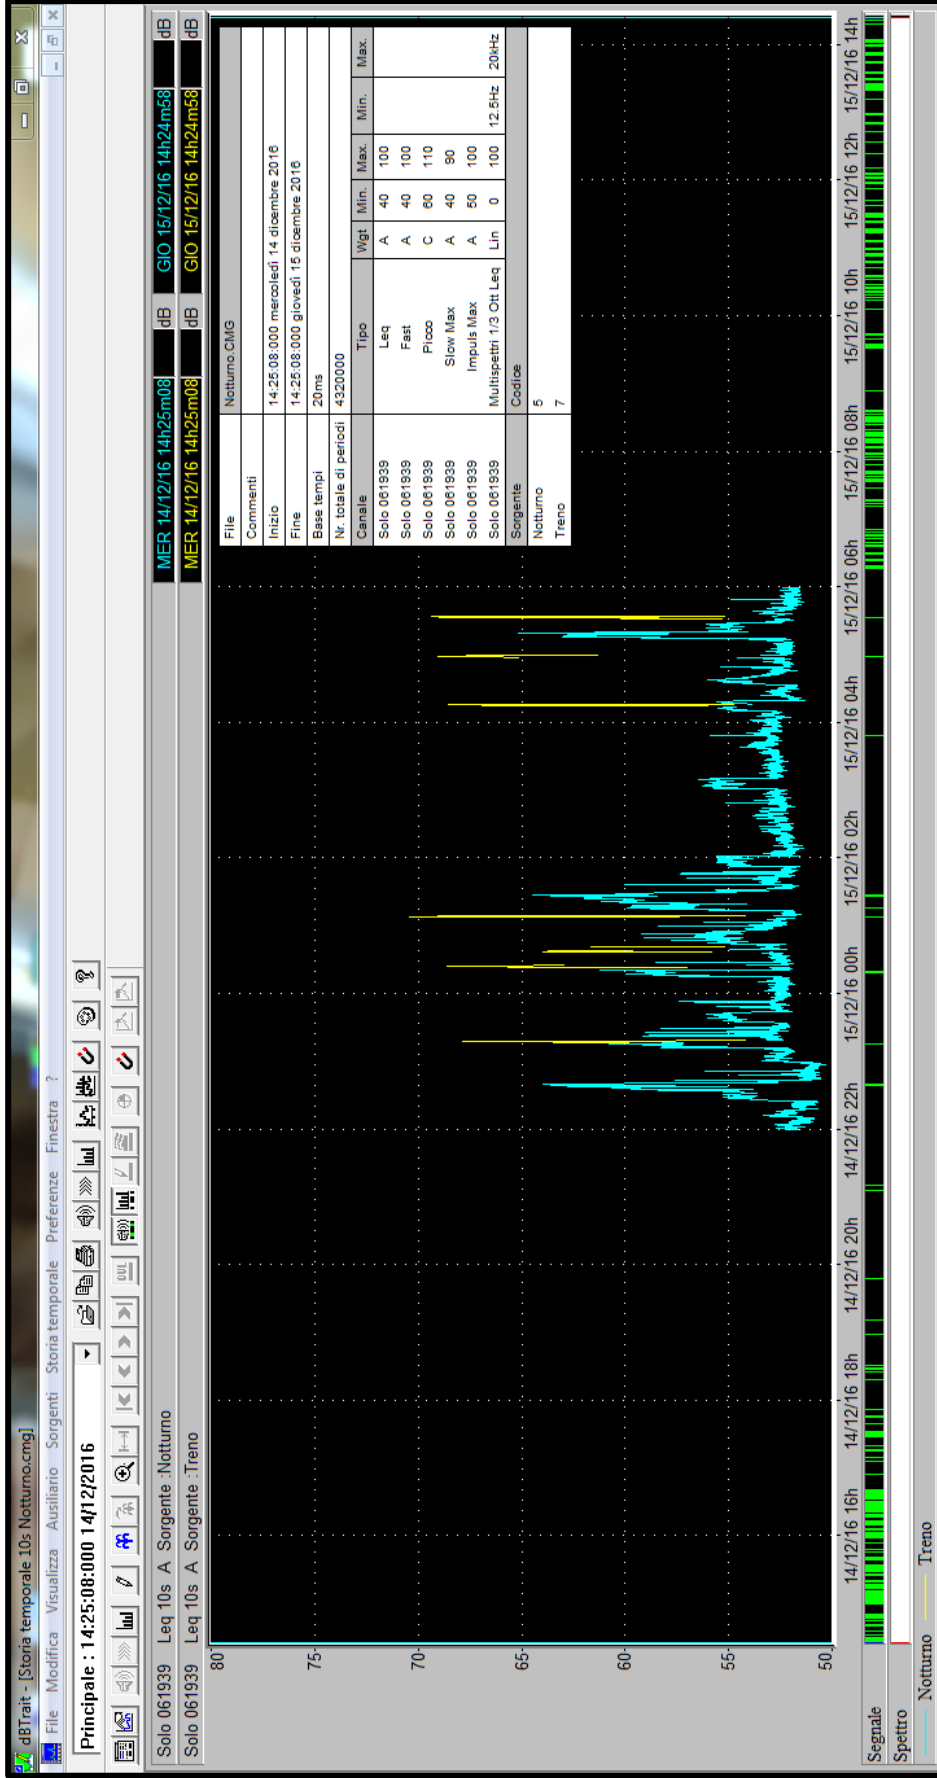 dBTrait - [Storia temporale 10s Notturno.cmg]
File Modifica Visualizza Ausiliario Sorgenti Storia temporale Preferenze Finestra ?
Principale : 14:25:08:000 14/12/2016
Solo 061939 Leq 10s A Sorgente :Notturno MER 14/12/16 14h25m08 dB GIO 15/12/16 14h24m58 dB
Solo 061939 Leq 10s A Sorgente :Treno MER 14/12/16 14h25m08 dB GIO 15/12/16 14h24m58 dB
File Notturno.CMG
Commenti
Inizio 14:25:08:000 mercoledì 14 dicembre 2016
Fine 14:25:08:000 giovedì 15 dicembre 2016
Base tempi 20ms
Nr. totale di periodi 4320000
Canale Tipo Wgt Min. Max. Min. Max.
Solo 061939 Leq A 40 100
Solo 061939 Fast A 40 100
Solo 061939 Picco C 60 110
Solo 061939 Slow Max A 40 90
Solo 061939 Impuls Max A 50 100
Solo 061939 Multispettri 1/3 Ott Leq Lin 0 100 12.5Hz 20kHz
Sorgente Codice
Notturno 5
Treno 7
80
75
70
65
60
55
50
14/12/16 16h 14/12/16 18h 14/12/16 20h 14/12/16 22h 15/12/16 00h 15/12/16 02h 15/12/16 04h 15/12/16 06h 15/12/16 08h 15/12/16 10h 15/12/16 12h 15/12/16 14h
Segnale
Spettro
Notturno Treno